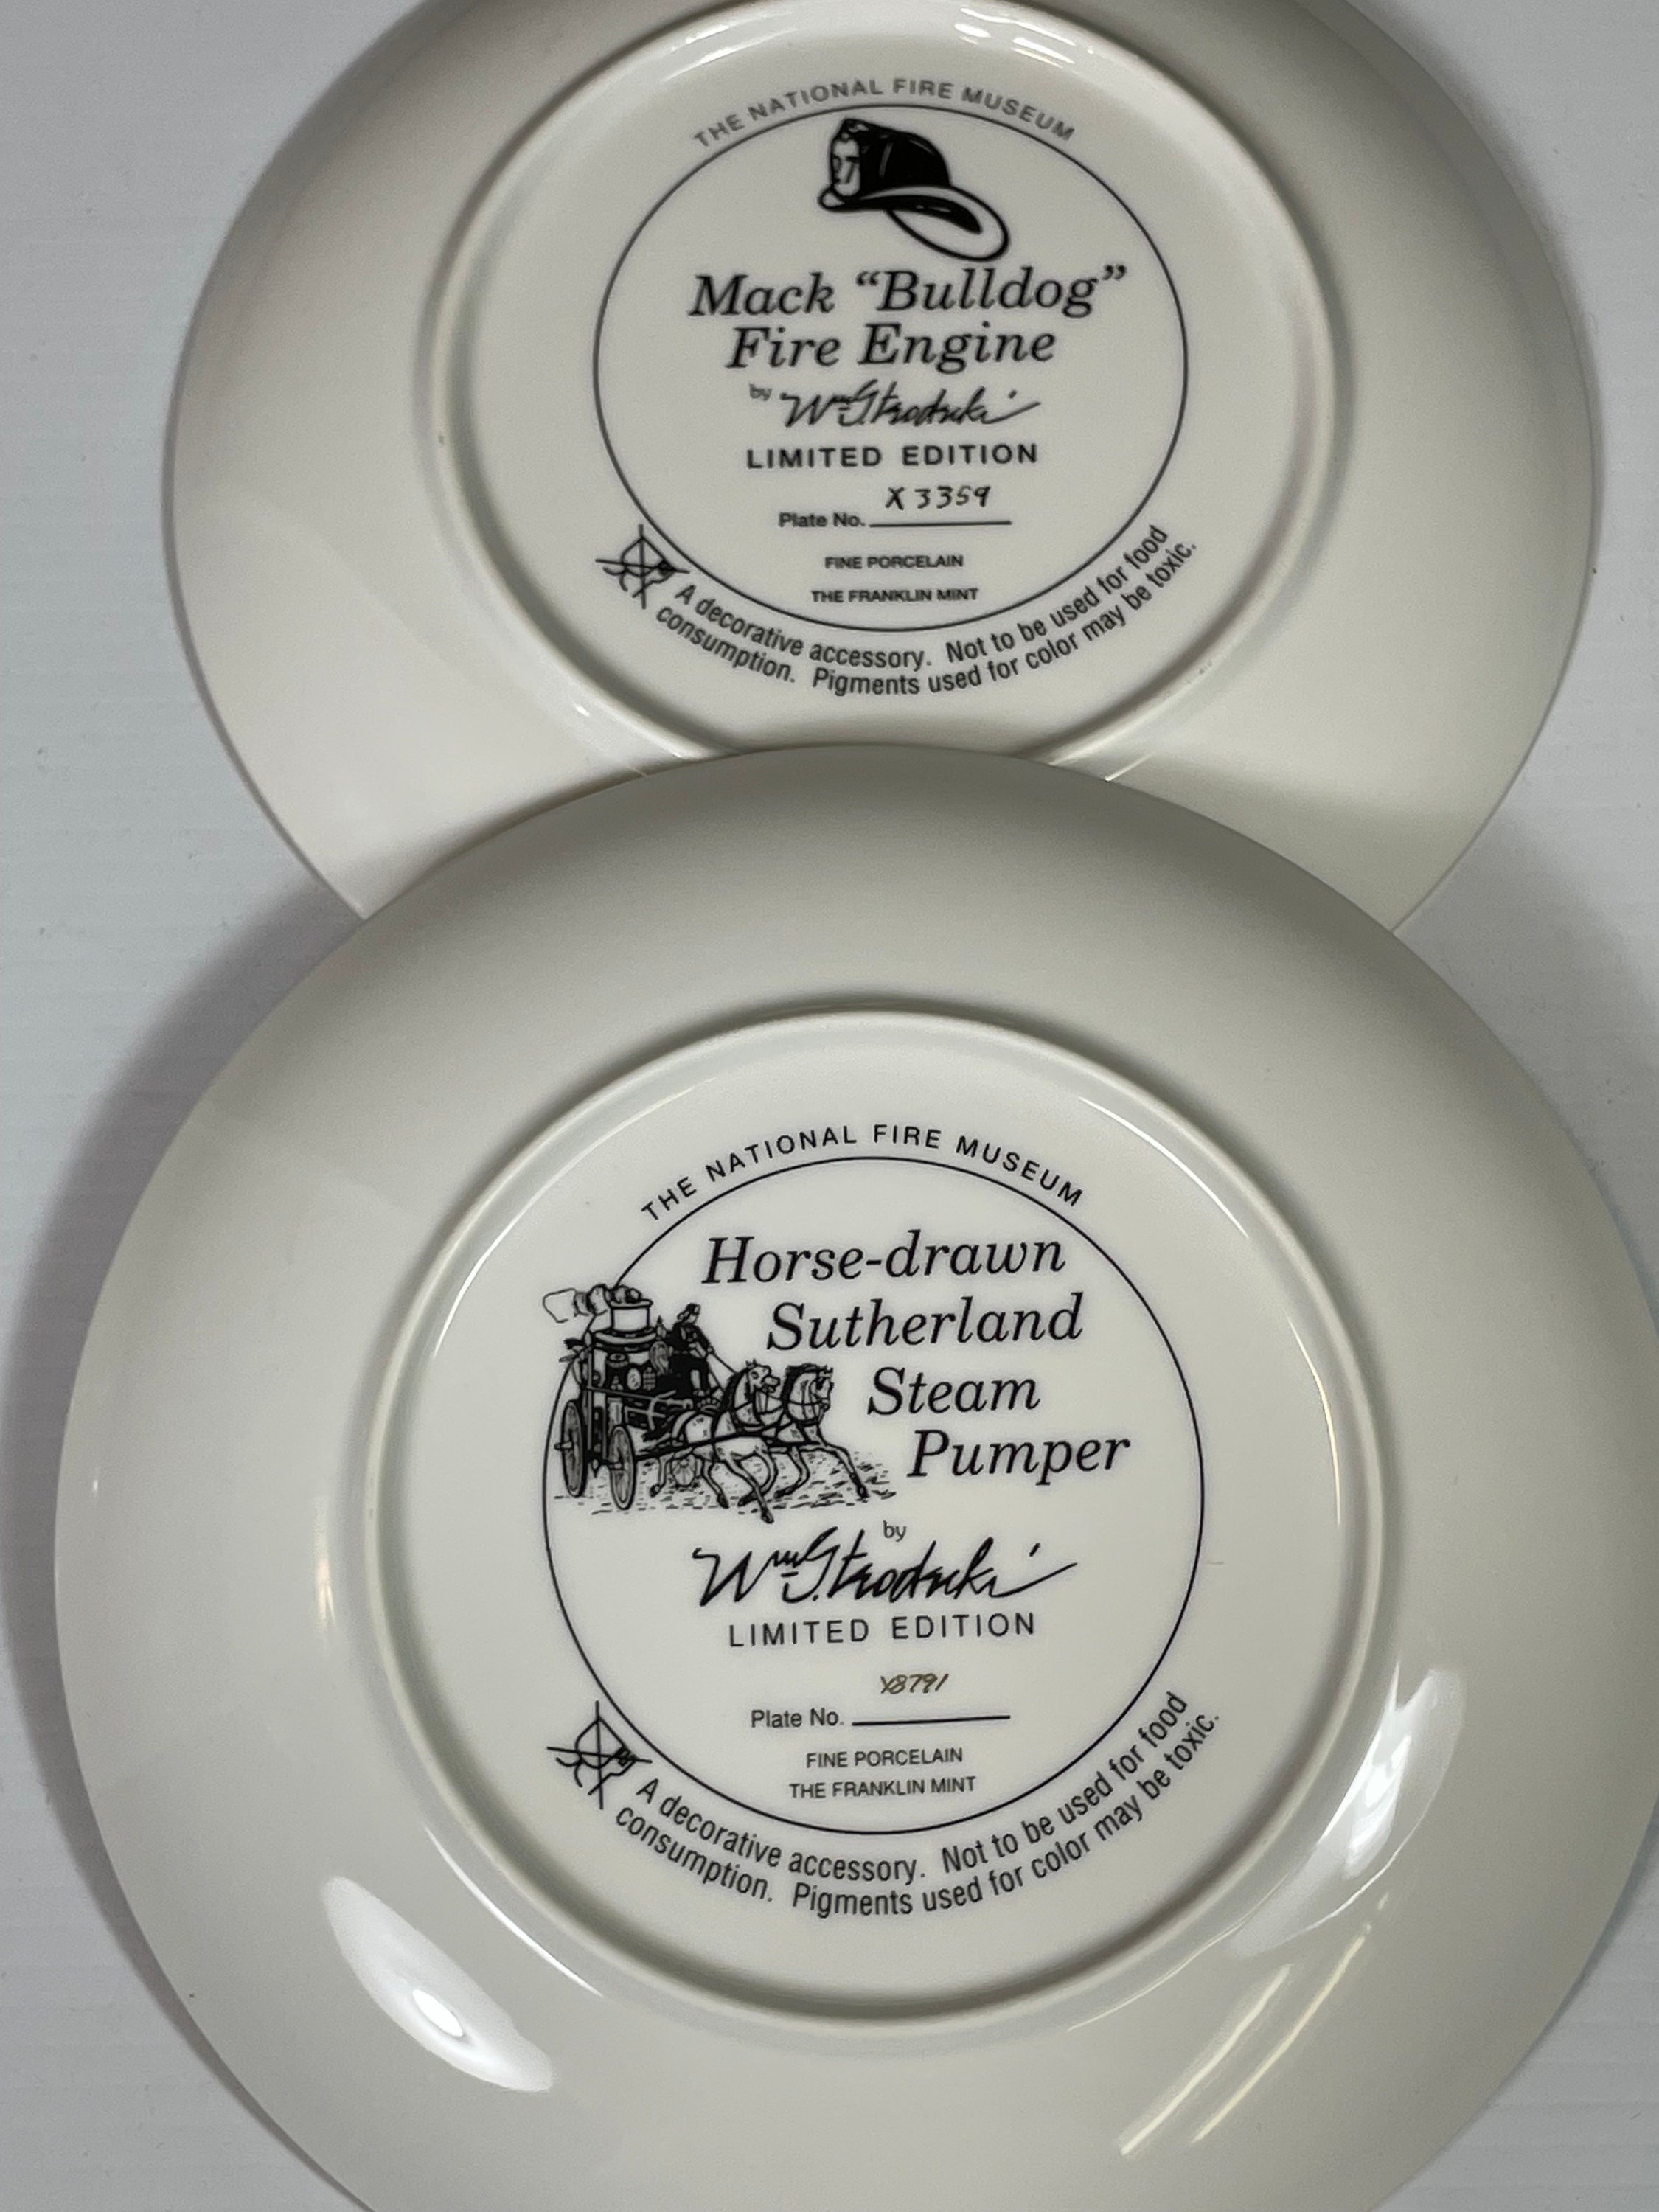 THE NATIONAL FIRE MUSEUM
27
Mack “Bulldog”
Fire Engine
by
LIMITED EDITION
X3359
Plate No.
FINE PORCELAIN
THE FRANKLIN MINT
A decorative accessory. Not to be used for food
consumption. Pigments used for color may be toxic.
THE NATIONAL FIRE MUSEUM
Horse-drawn
Sutherland
Steam
Pumper
by
LIMITED EDITION
X8791
Plate No.
FINE PORCELAIN
THE FRANKLIN MINT
A decorative accessory. Not to be used for food
consumption. Pigments used for color may be toxic.